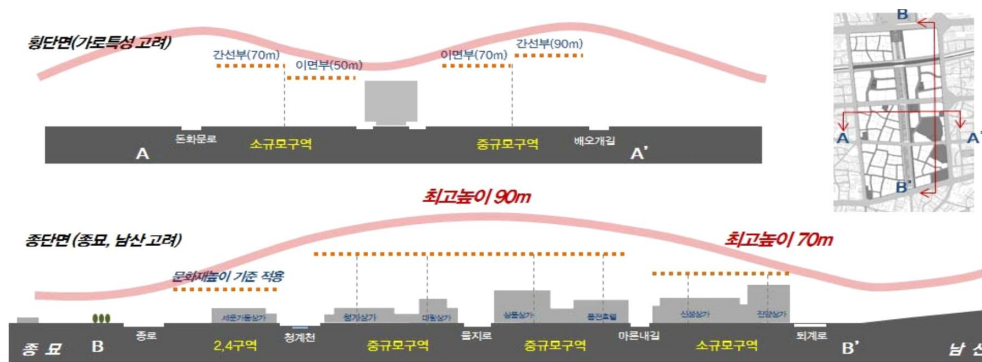 횡단면(가로특성 고려)
간선부(70m)
이면부(50m)
이면부(70m)
간선부(90m)
돈화문로
배오개길
A
소규모구역
중규모구역
A'
B
A
A'
B'
최고높이 90m
종단면 (종묘, 남산 고려)
최고높이 70m
문화재높이 기준 적용
세운가동상가
청계상가
대림상가
삼풍상가
풍전호텔
신성상가
진양상가
종로
청계천
을지로
마른내길
퇴계로
종 묘
B
2,4구역
중규모구역
중규모구역
소규모구역
B'
남 산